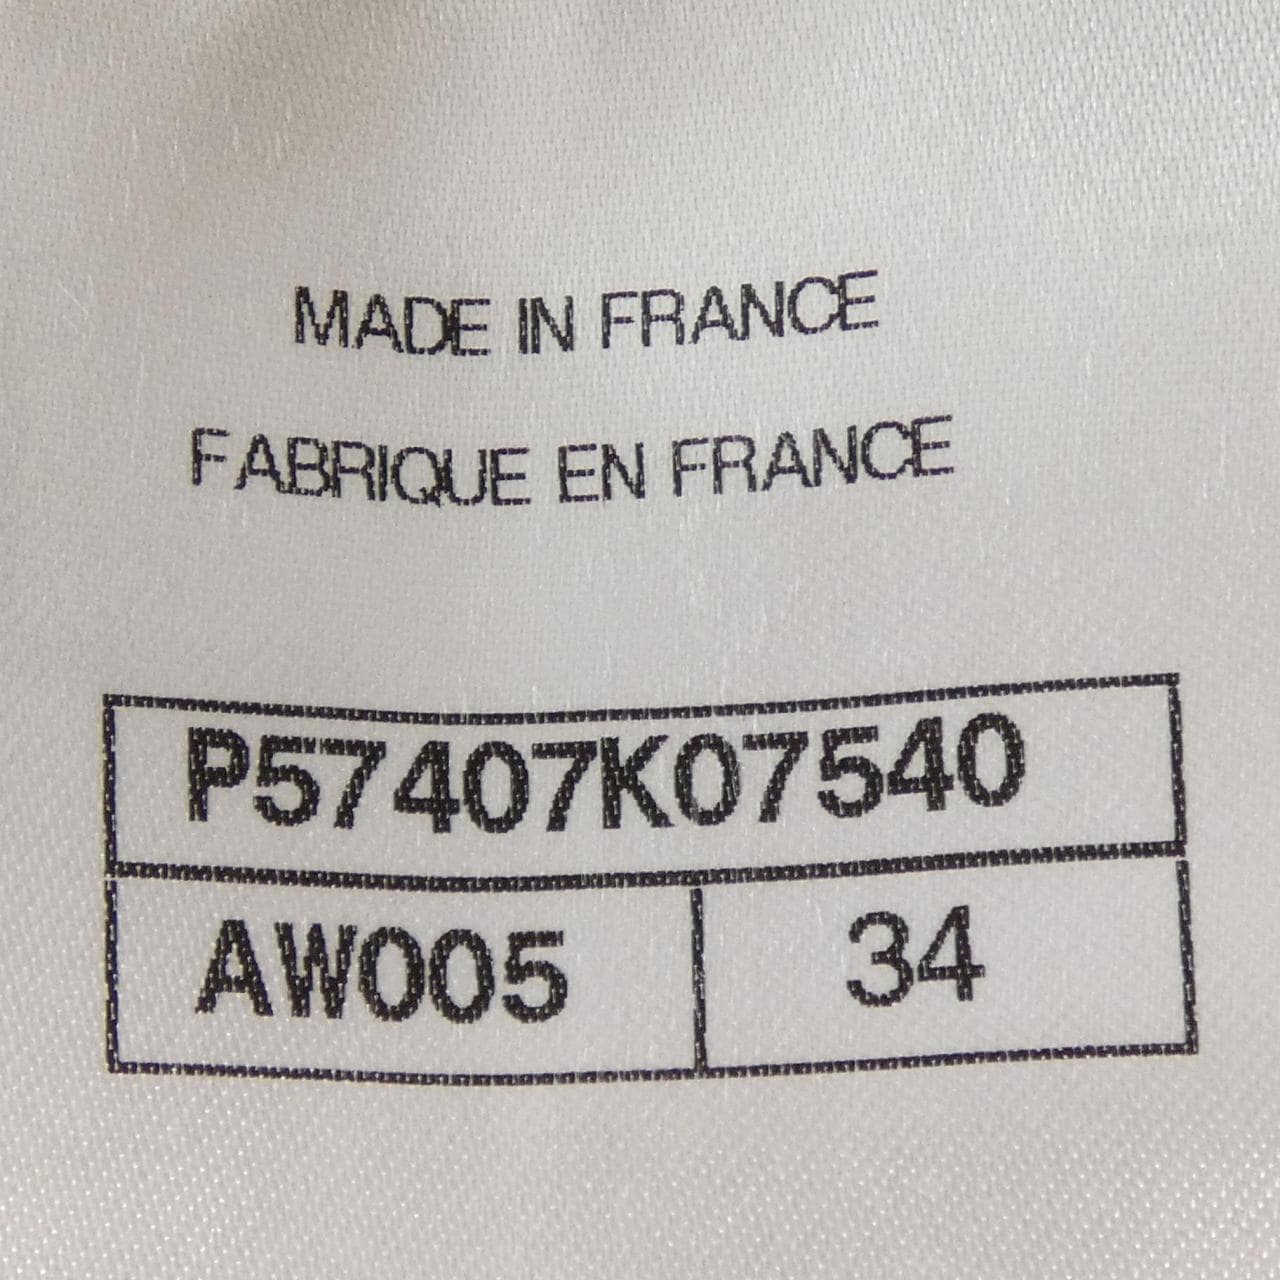 MADE IN FRANCE
FABRIQUE EN FRANCE
P57407K07540
AW005 34